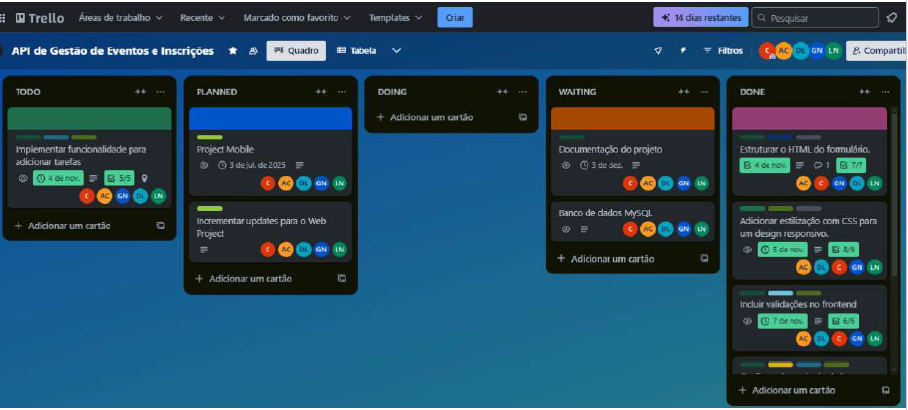 Trello Áreas de trabalho Recente Marcado como favorito Templates Criar 14 dias restantes Pesquisar
API de Gestão de Eventos e Inscrições Quadro Tabela Filtros C AC DL GN LN Compartil
TODO
Implementar funcionalidade para
adicionar tarefas
4 de nov. 5/5
C AC GN DL LN
+ Adicionar um cartão
PLANNED
Project Mobile
3 de jul. de 2025
C AC DL GN LN
Incrementar updates para o Web
Project
C AC DL GN LN
+ Adicionar um cartão
DOING
+ Adicionar um cartão
WAITING
Documentação do projeto
3 de dez.
C AC DL GN LN
Banco de dados MySQL
C AC DL GN LN
+ Adicionar um cartão
DONE
Estruturar o HTML do formulário.
4 de nov. 1 7/7
AC C GN DL LN
Adicionar estilização com CSS para
um design responsivo.
5 de nov. 8/8
AC DL C GN LN
Incluir validações no frontend
7 de nov. 6/6
AC DL C GN LN
+ Adicionar um cartão